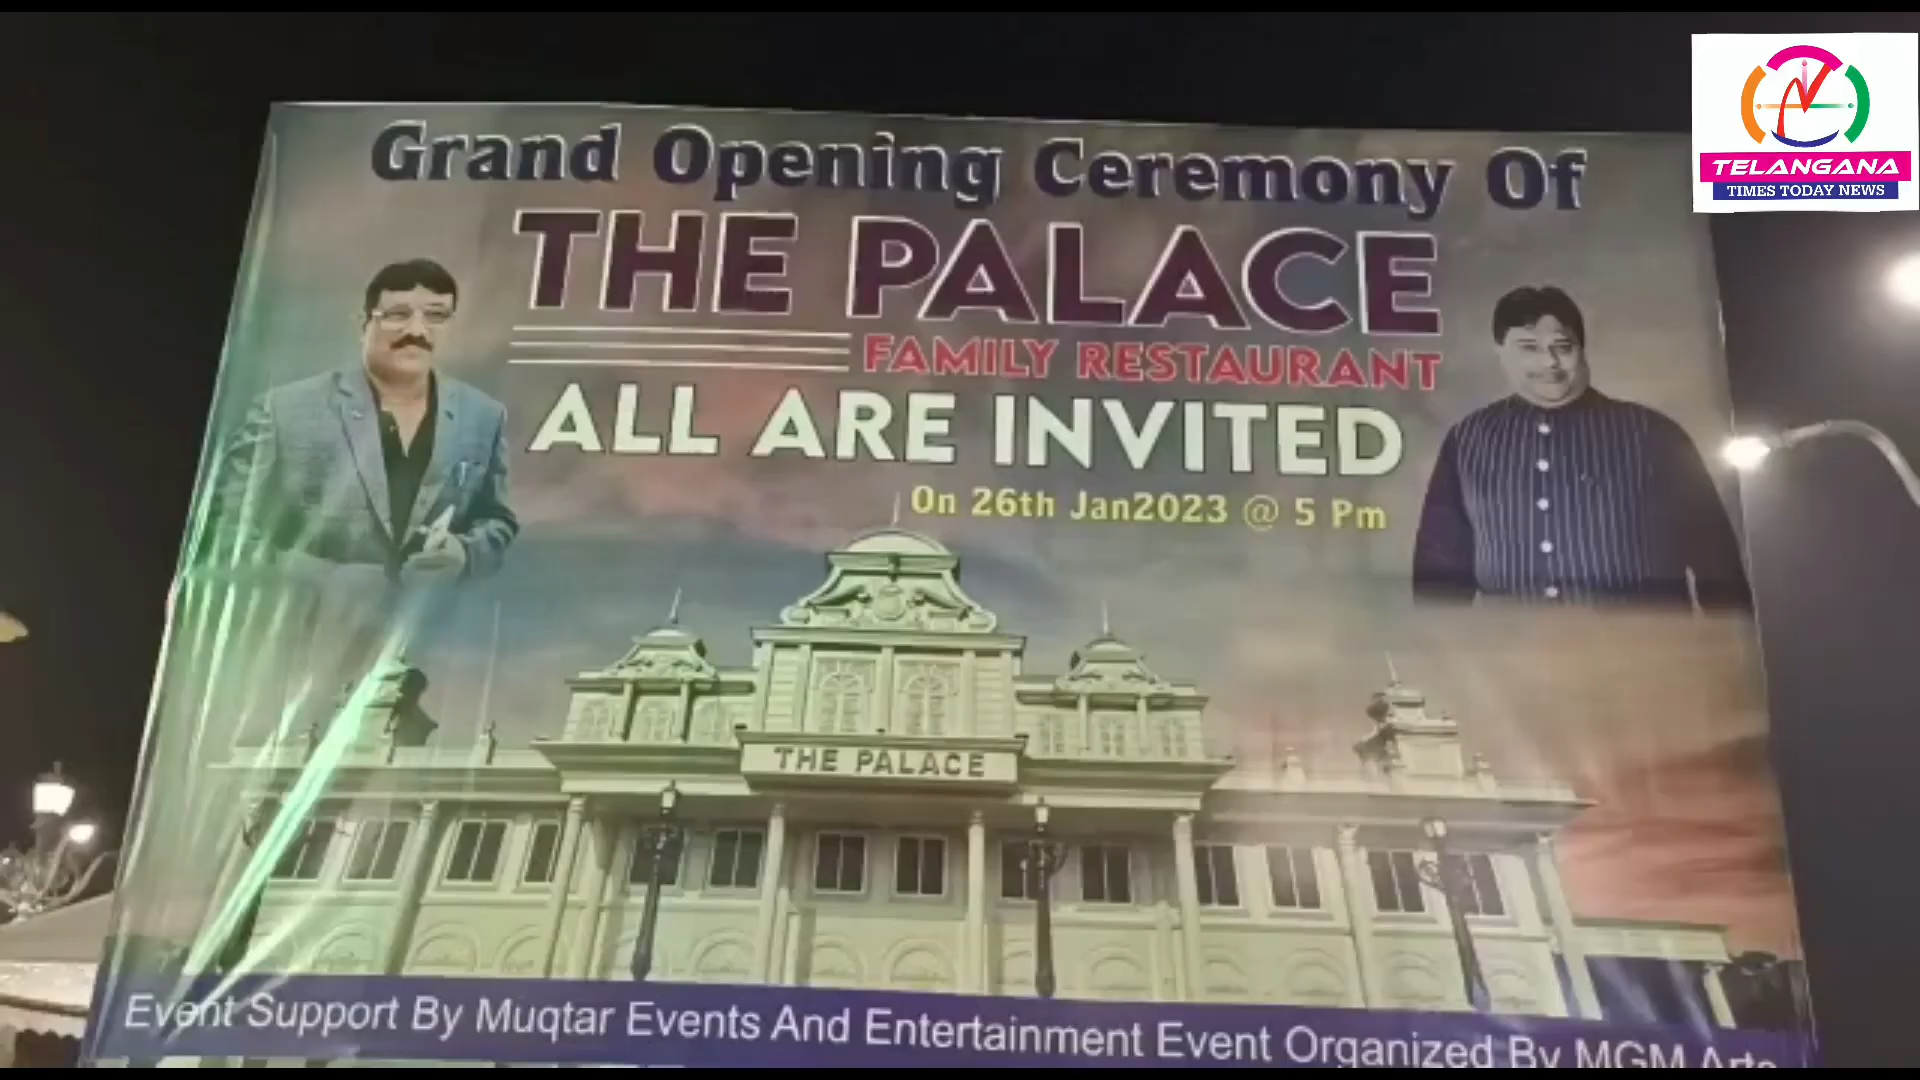 Grand Opening Ceremony Of
THE PALACE
FAMILY RESTAURANT
ALL ARE INVITED
On 26th Jan2023 @ 5 Pm
THE PALACE
Event Support By Muqtar Events And Entertainment Event Organized By MGM Arts
TELANGANA
TIMES TODAY NEWS